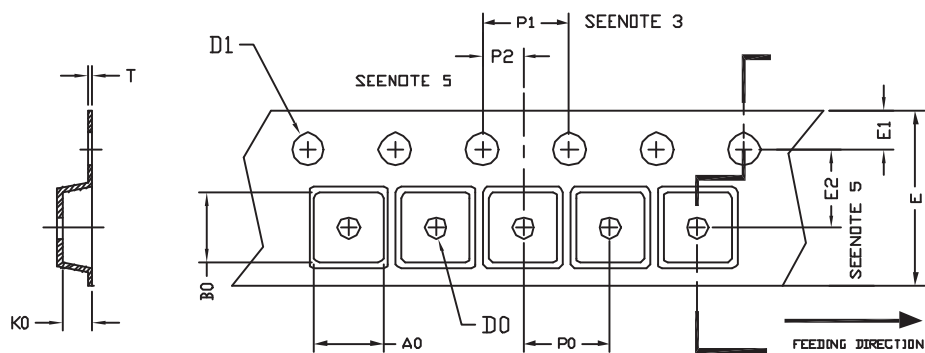 P1
SEENOTE 3
D1
P2
T
SEENOTE 5
E1
E2
E
SEENOTE 5
B0
K0
A0
D0
P0
FEEDING DIRECTION